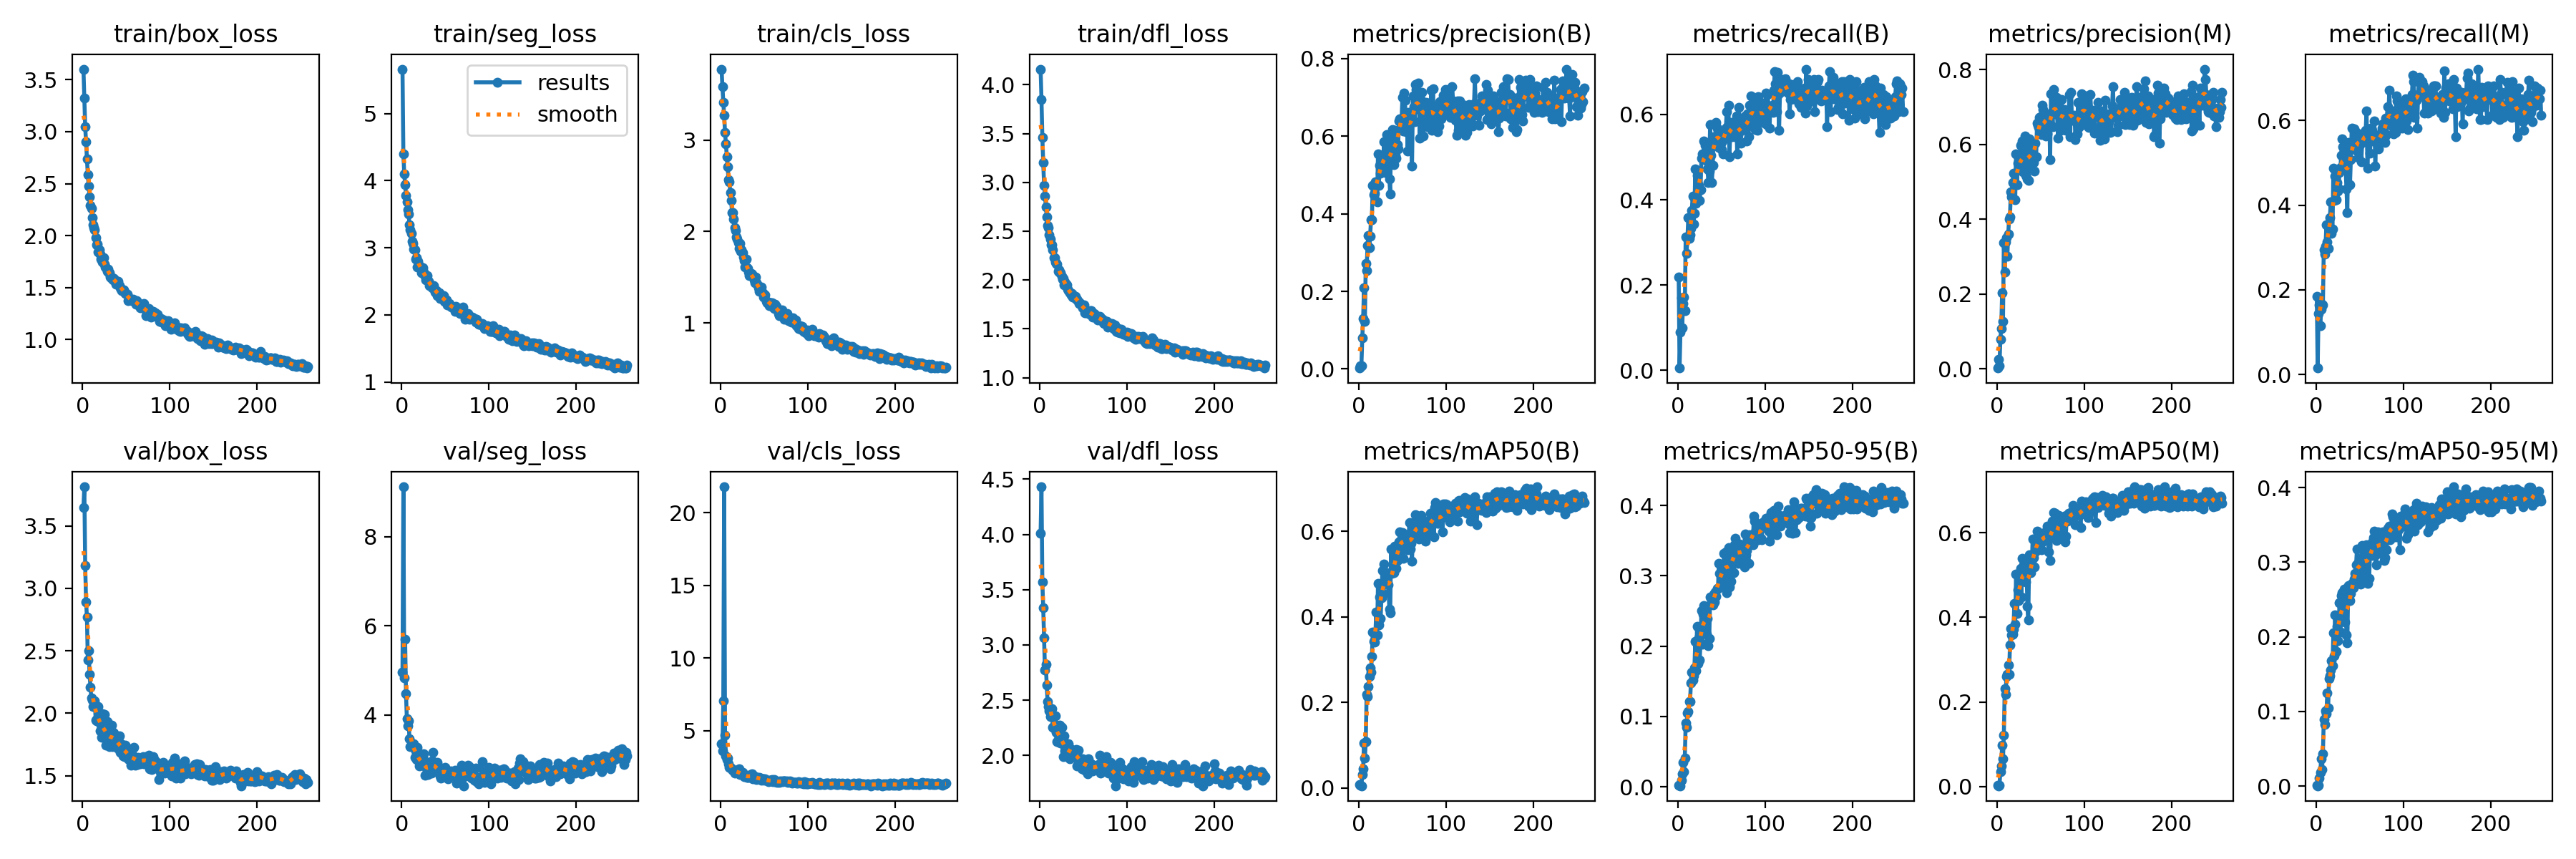 train/box_loss train/seg_loss train/cls_loss train/dfl_loss metrics/precision(B) metrics/recall(B) metrics/precision(M) metrics/recall(M)
results
smooth
3.5 3.0 2.5 2.0 1.5 1.0
0 100 200
5 4 3 2 1
0 100 200
3 2 1
0 100 200
4.0 3.5 3.0 2.5 2.0 1.5 1.0
0 100 200
0.8 0.6 0.4 0.2 0.0
0 100 200
0.6 0.4 0.2 0.0
0 100 200
0.8 0.6 0.4 0.2 0.0
0 100 200
0.6 0.4 0.2 0.0
0 100 200
val/box_loss val/seg_loss val/cls_loss val/dfl_loss metrics/mAP50(B) metrics/mAP50-95(B) metrics/mAP50(M) metrics/mAP50-95(M)
3.5 3.0 2.5 2.0 1.5
0 100 200
8 6 4
0 100 200
20 15 10 5
0 100 200
4.5 4.0 3.5 3.0 2.5 2.0
0 100 200
0.6 0.4 0.2 0.0
0 100 200
0.4 0.3 0.2 0.1 0.0
0 100 200
0.6 0.4 0.2 0.0
0 100 200
0.4 0.3 0.2 0.1 0.0
0 100 200